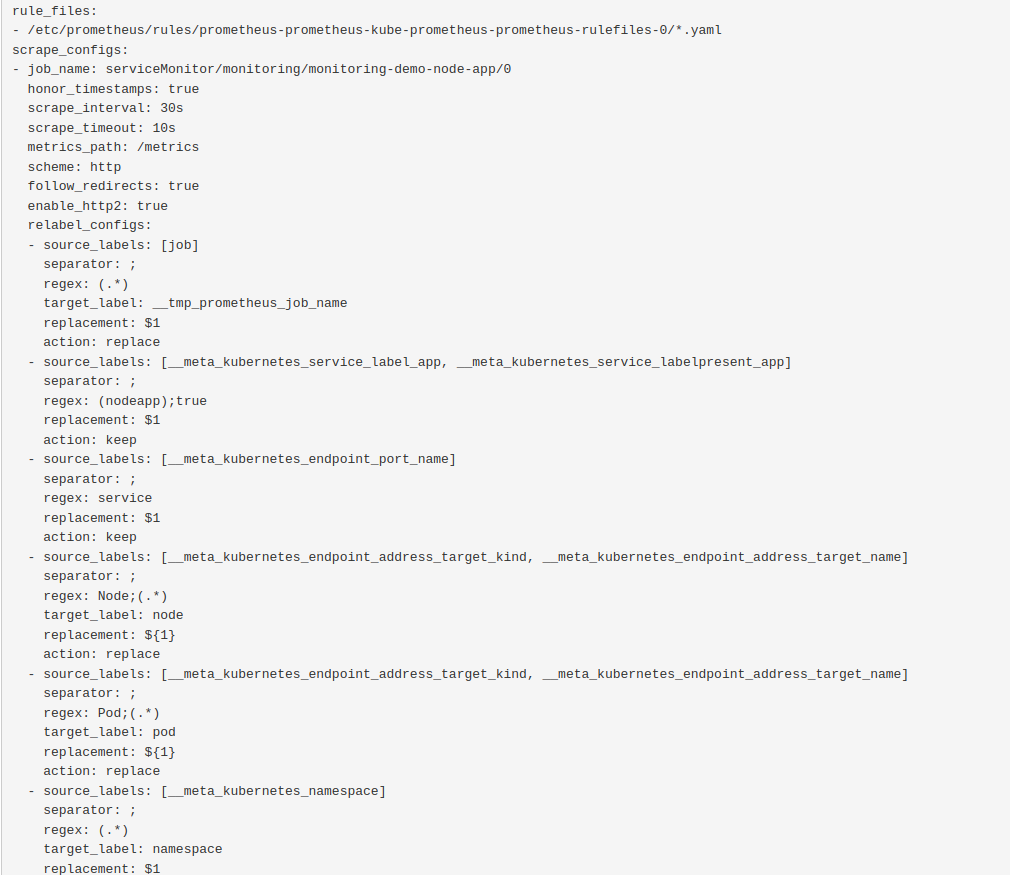 rule_files:
- /etc/prometheus/rules/prometheus-prometheus-kube-prometheus-prometheus-rulefiles-0/*.yaml
scrape_configs:
- job_name: serviceMonitor/monitoring/monitoring-demo-node-app/0
  honor_timestamps: true
  scrape_interval: 30s
  scrape_timeout: 10s
  metrics_path: /metrics
  scheme: http
  follow_redirects: true
  enable_http2: true
  relabel_configs:
  - source_labels: [job]
    separator: ;
    regex: (.*)
    target_label: __tmp_prometheus_job_name
    replacement: $1
    action: replace
  - source_labels: [__meta_kubernetes_service_label_app, __meta_kubernetes_service_labelpresent_app]
    separator: ;
    regex: (nodeapp);true
    replacement: $1
    action: keep
  - source_labels: [__meta_kubernetes_endpoint_port_name]
    separator: ;
    regex: service
    replacement: $1
    action: keep
  - source_labels: [__meta_kubernetes_endpoint_address_target_kind, __meta_kubernetes_endpoint_address_target_name]
    separator: ;
    regex: Node;(.*)
    target_label: node
    replacement: ${1}
    action: replace
  - source_labels: [__meta_kubernetes_endpoint_address_target_kind, __meta_kubernetes_endpoint_address_target_name]
    separator: ;
    regex: Pod;(.*)
    target_label: pod
    replacement: ${1}
    action: replace
  - source_labels: [__meta_kubernetes_namespace]
    separator: ;
    regex: (.*)
    target_label: namespace
    replacement: $1